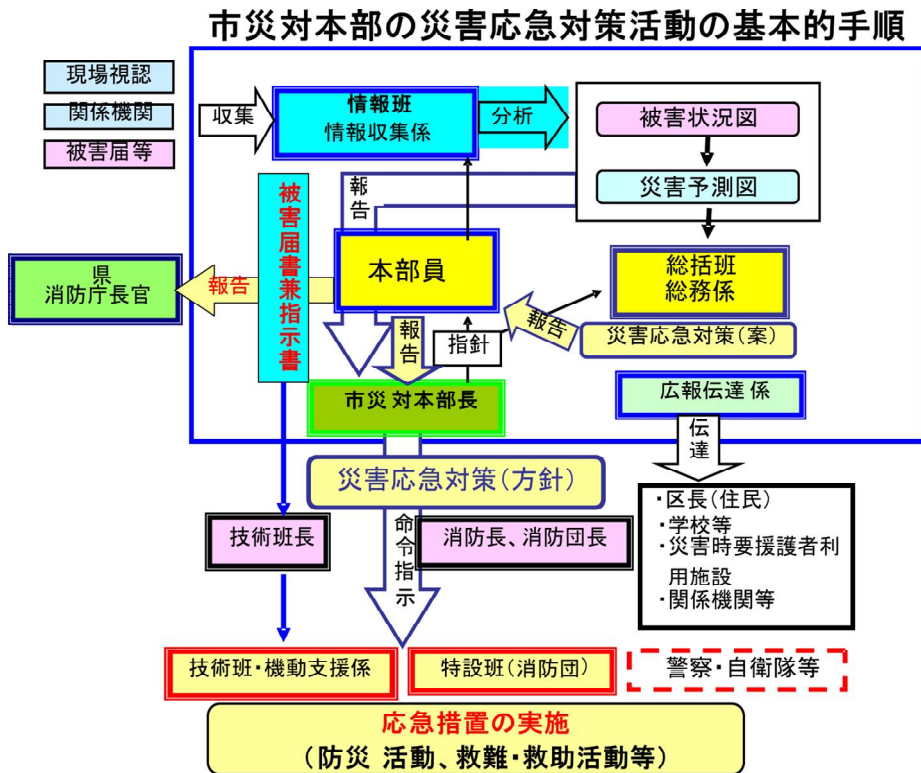 市災対本部の災害応急対策活動の基本的手順
現場視認
関係機関
被害届等
収集
情報班
情報収集係
分析
被害状況図
災害予測図
報告
被害届書兼指示書
本部員
総括班
総務係
県
消防庁長官
報告
報告
指針
報告
災害応急対策(案)
市災対本部長
広報伝達係
伝達
災害応急対策(方針)
・区長(住民)
・学校等
・災害時要援護者利
用施設
・関係機関等
技術班長
命令指示
消防長、消防団長
技術班・機動支援係
特設班(消防団)
警察・自衛隊等
応急措置の実施
(防災 活動、救難・救助活動等)